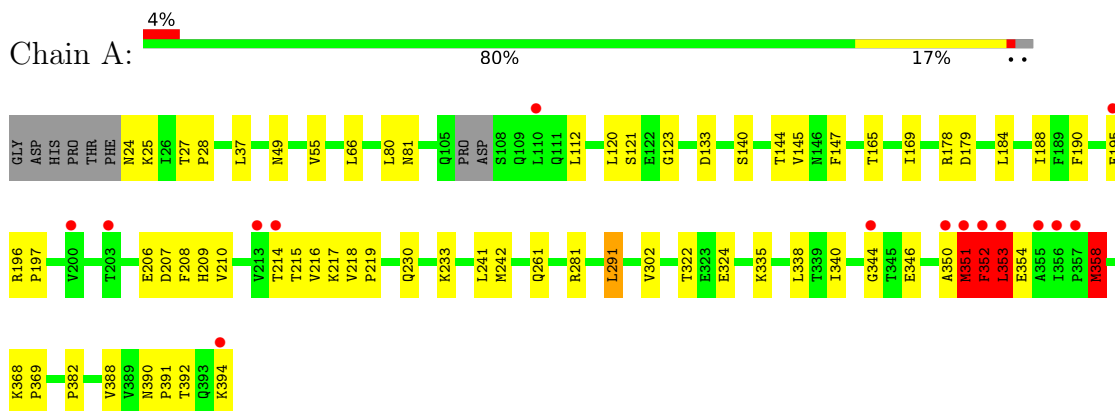 4%
Chain A:
80% 17% ..
GLY ASP HIS PRO THR PHE N24 K25 I26 T27 P28 L37 N49 V55 L66 L80 N81 Q105 PRO ASP S108 Q109 L110 Q111 L112 L120 S121 E122 G123 D133 S140 T144 V145 N146 F147 T165 I169 R178 D179 L184 I188 F189 F190
R196 P197 V200 T203 E206 D207 F208 H209 V210 V213 T214 T215 V216 K217 V218 P219 Q230 K233 L241 M242 Q261 R281 L291 V302 T322 E323 E324 K335 L338 T339 I340 G344 T345 E346 A350 M351 F352 L353 E354 A355 I356 P357 M358
K368 P369 P382 V388 V389 N390 P391 T392 Q393 K394